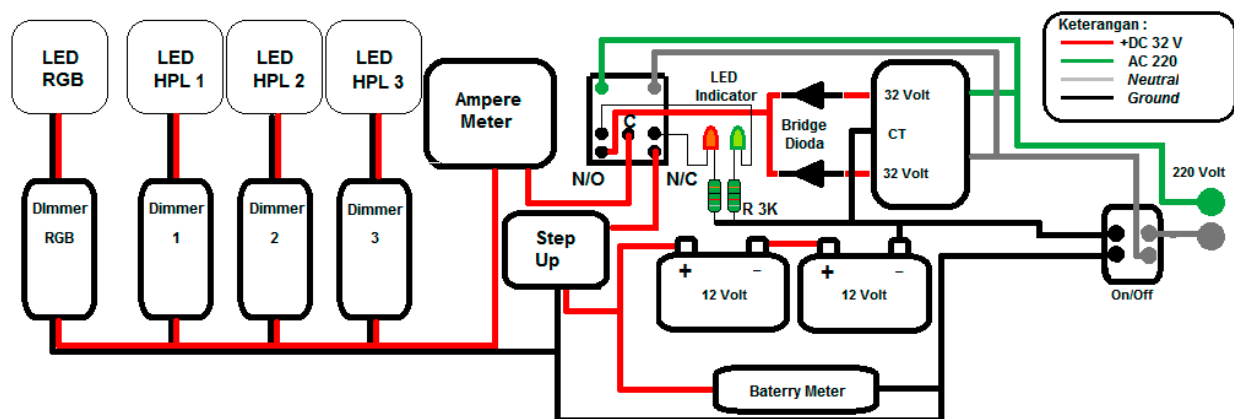 LED
RGB
LED
HPL 1
LED
HPL 2
LED
HPL 3
Ampere
Meter
C
N/O
N/C
LED
Indicator
Bridge
Dioda
32 Volt
CT
32 Volt
Keterangan :
+DC 32 V
AC 220
Neutral
Ground
220 Volt
DImmer
RGB
Dimmer
1
Dimmer
2
Dimmer
3
Step
Up
R 3K
+
–
12 Volt
+
–
12 Volt
On/Off
Baterry Meter